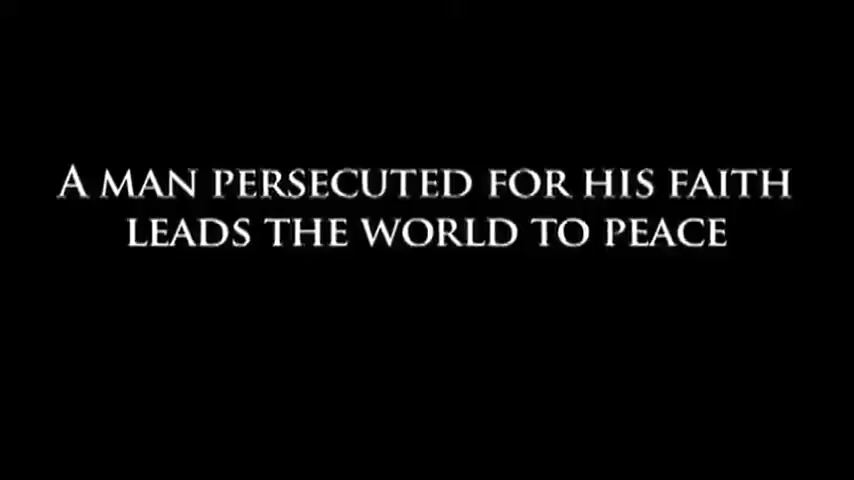 A MAN PERSECUTED FOR HIS FAITH
LEADS THE WORLD TO PEACE